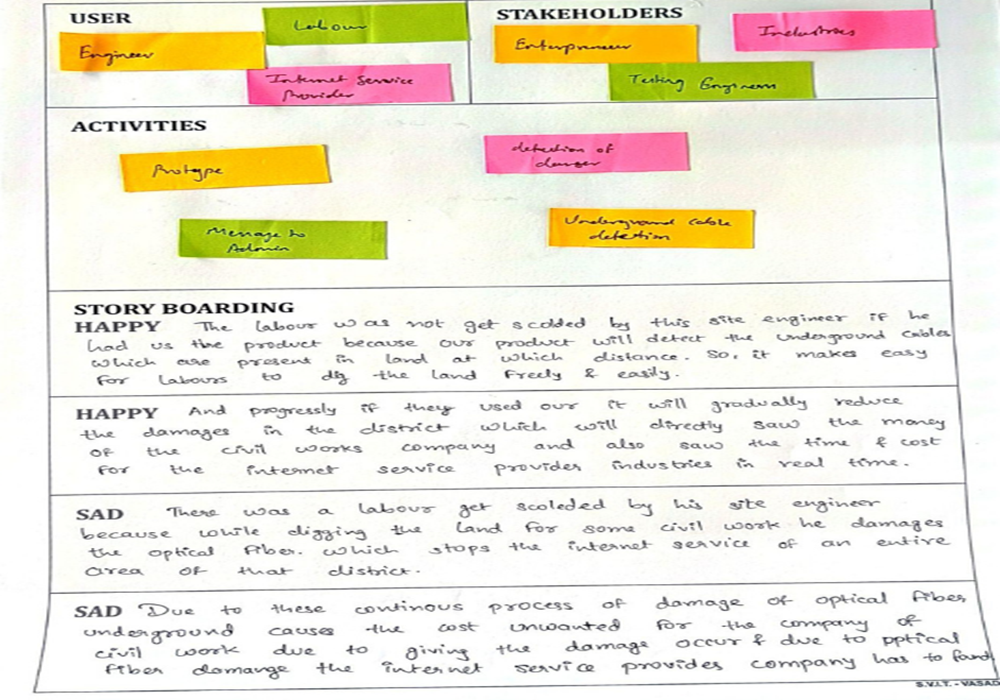 USER
Labour
Engineer
Internet Service
Provider
STAKEHOLDERS
Industries
Enterpreneur
Testing Engineers
ACTIVITIES
Protype
detection of
danger
Message to
Admin
Underground cable
detection
STORY BOARDING
HAPPY The labour was not get scolded by this site engineer if he
had us the product because our product will detect the underground cables
which are present in land at which distance. So, it makes easy
for labours to dig the land freely & easily.
HAPPY And progressly if they used our it will gradually reduce
the damages in the district which will directly saw the money
of the civil works company and also saw the time & cost
for the internet service provider industries in real time.
SAD There was a labour get scoleded by his site engineer
because while digging the land for some civil work he damages
the optical fiber. which stops the internet service of an entire
area of that district.
SAD Due to these continous process of damage of optical fiber
underground causes the cost unwanted for the company of
civil work due to giving the damage occur & due to optical
fiber damange the internet service provides company has to
S.V.I.T. - VASAD